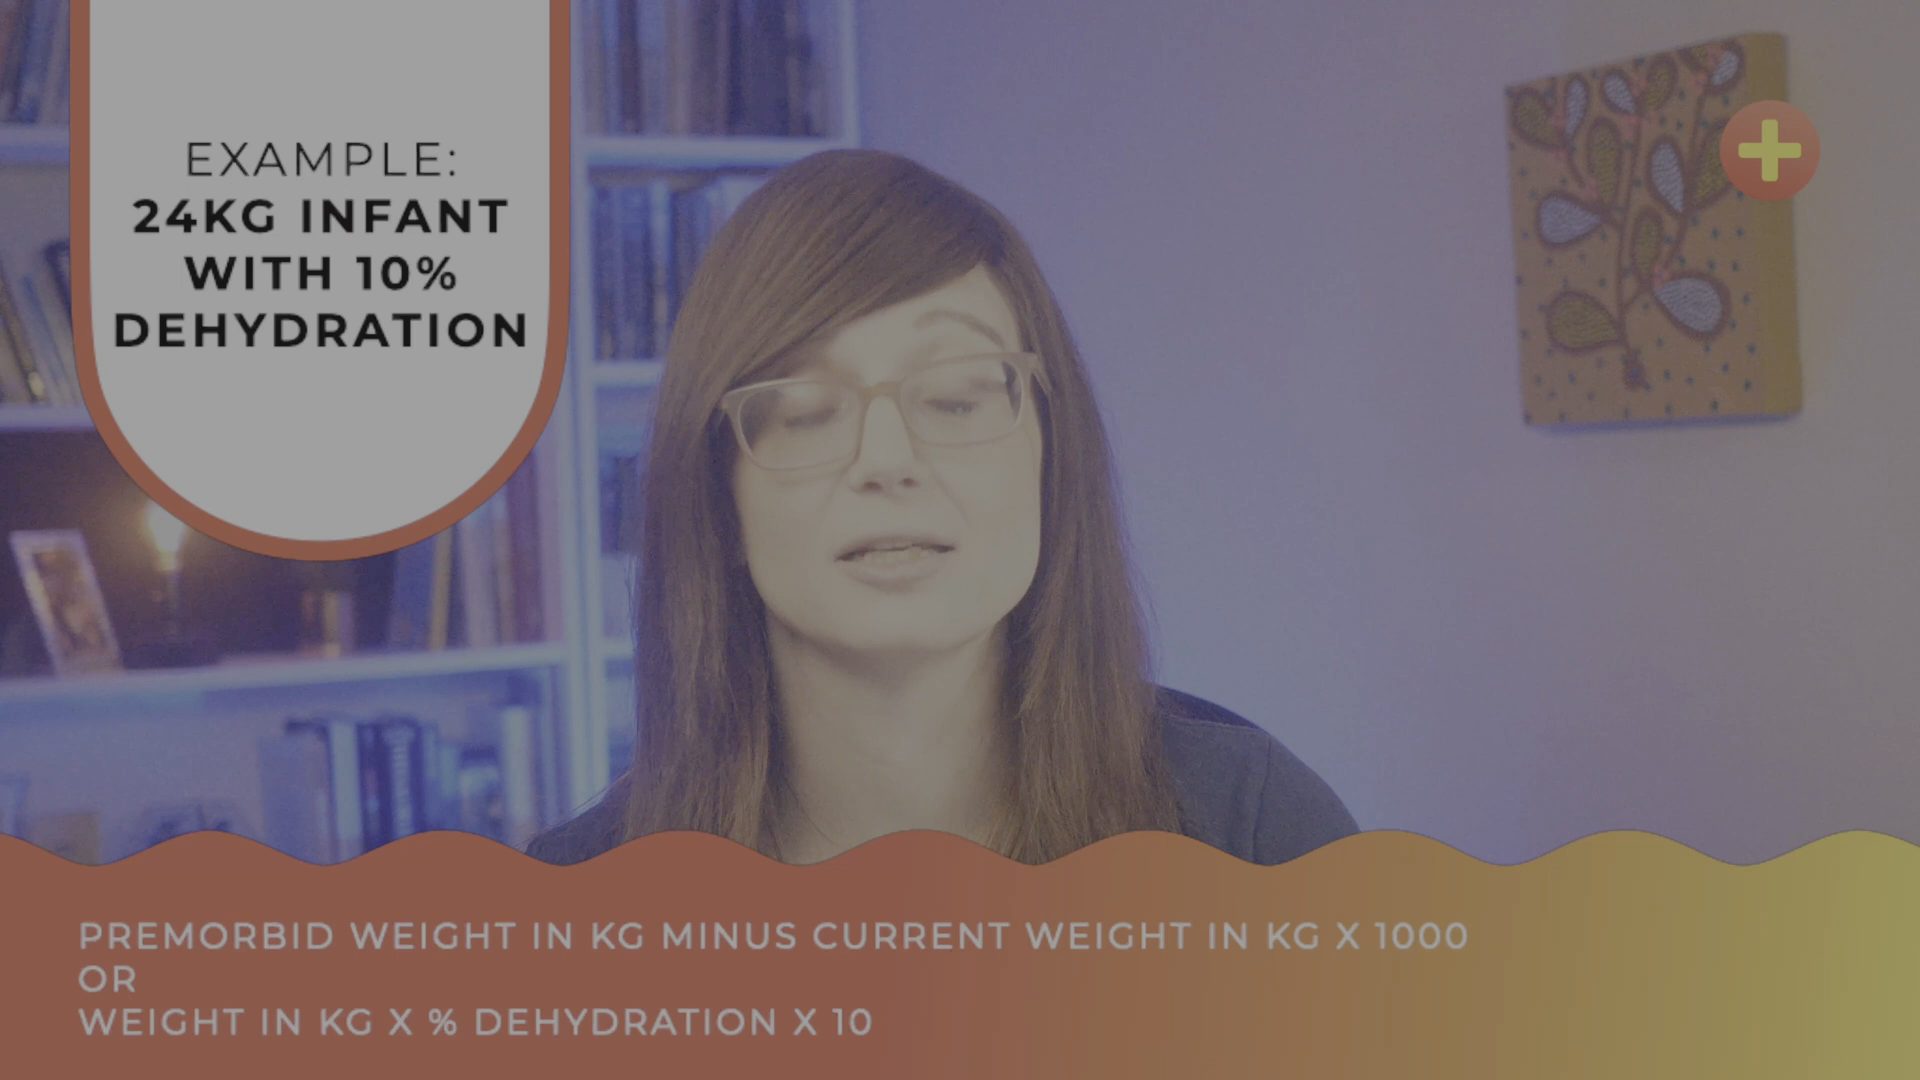 EXAMPLE:
24KG INFANT
WITH 10%
DEHYDRATION
PREMORBID WEIGHT IN KG MINUS CURRENT WEIGHT IN KG X 1000
OR
WEIGHT IN KG X % DEHYDRATION X 10